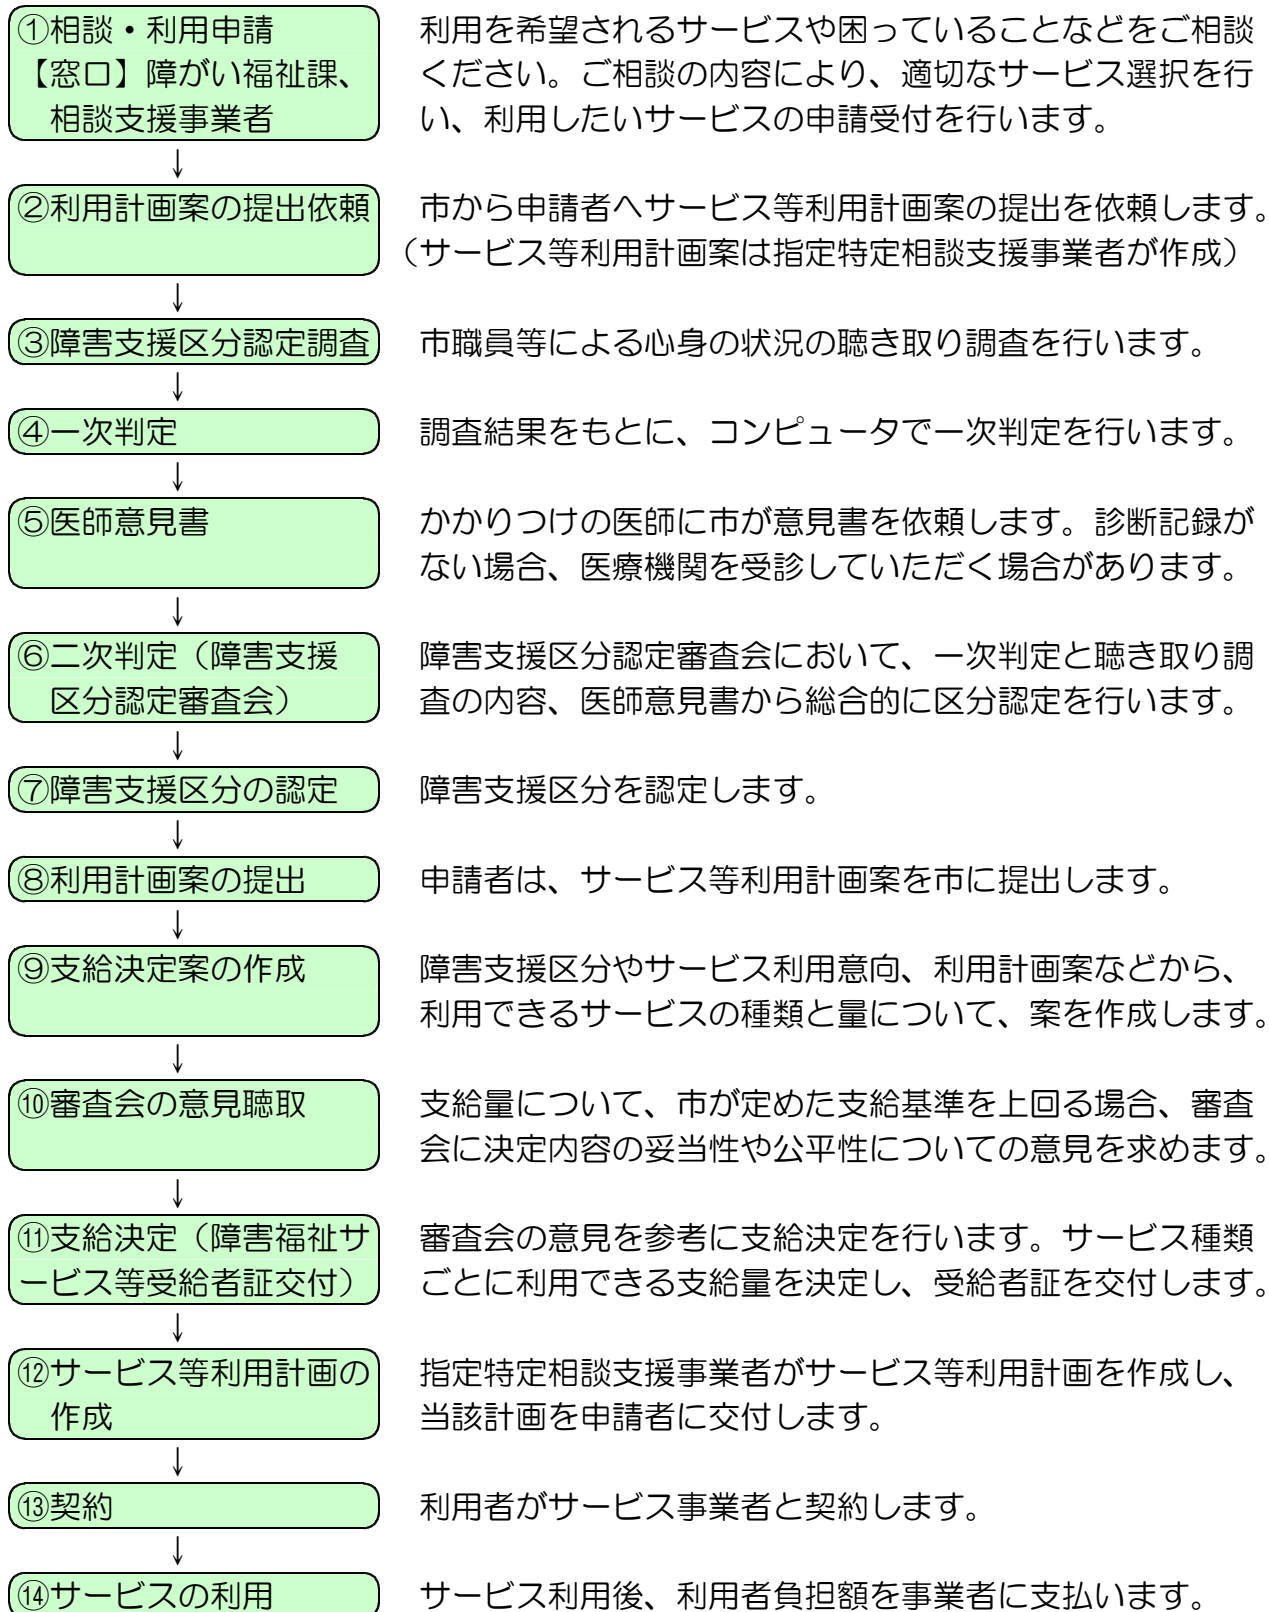 ①相談・利用申請
【窓口】障がい福祉課、
相談支援事業者
利用を希望されるサービスや困っていることなどをご相談
ください。ご相談の内容により、適切なサービス選択を行
い、利用したいサービスの申請受付を行います。
↓
②利用計画案の提出依頼
市から申請者へサービス等利用計画案の提出を依頼します。
（サービス等利用計画案は指定特定相談支援事業者が作成）
↓
③障害支援区分認定調査
市職員等による心身の状況の聴き取り調査を行います。
↓
④一次判定
調査結果をもとに、コンピュータで一次判定を行います。
↓
⑤医師意見書
かかりつけの医師に市が意見書を依頼します。診断記録が
ない場合、医療機関を受診していただく場合があります。
↓
⑥二次判定（障害支援
区分認定審査会）
障害支援区分認定審査会において、一次判定と聴き取り調
査の内容、医師意見書から総合的に区分認定を行います。
↓
⑦障害支援区分の認定
障害支援区分を認定します。
↓
⑧利用計画案の提出
申請者は、サービス等利用計画案を市に提出します。
↓
⑨支給決定案の作成
障害支援区分やサービス利用意向、利用計画案などから、
利用できるサービスの種類と量について、案を作成します。
↓
⑩審査会の意見聴取
支給量について、市が定めた支給基準を上回る場合、審査
会に決定内容の妥当性や公平性についての意見を求めます。
↓
⑪支給決定（障害福祉サ
ービス等受給者証交付）
審査会の意見を参考に支給決定を行います。サービス種類
ごとに利用できる支給量を決定し、受給者証を交付します。
↓
⑫サービス等利用計画の
作成
指定特定相談支援事業者がサービス等利用計画を作成し、
当該計画を申請者に交付します。
↓
⑬契約
利用者がサービス事業者と契約します。
↓
⑭サービスの利用
サービス利用後、利用者負担額を事業者に支払います。